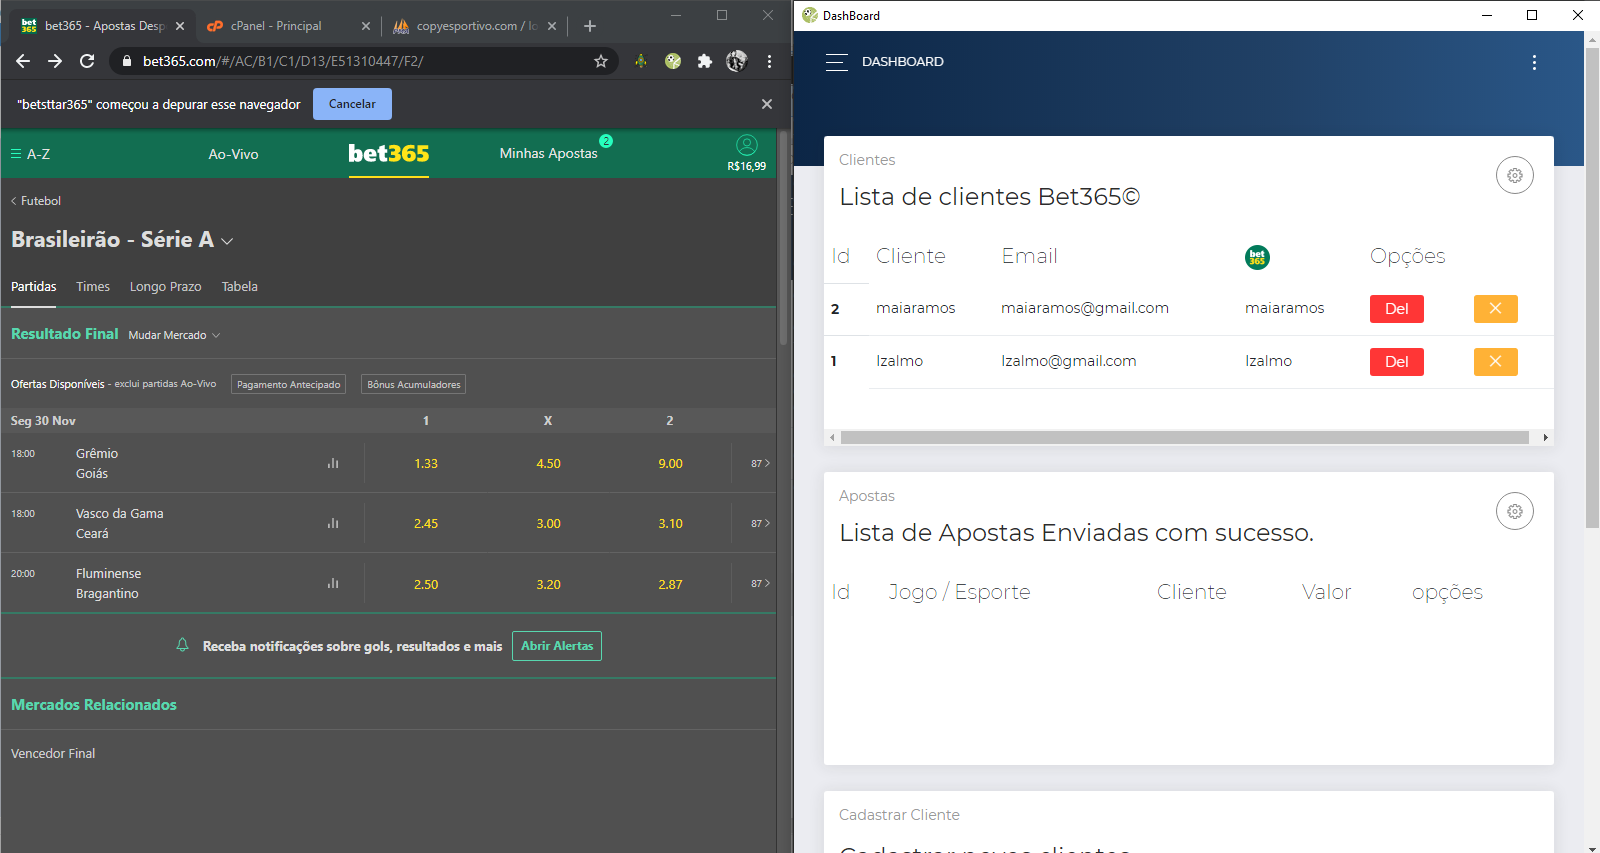 bet365 - Apostas Desp
cPanel - Principal
copyesportivo.com / lo
bet365.com/#/AC/B1/C1/D13/E51310447/F2/
"betsttar365" começou a depurar esse navegador
Cancelar
A-Z
Ao-Vivo
bet365
Minhas Apostas
2
R$16,99
Futebol
Brasileirão - Série A
Partidas
Times
Longo Prazo
Tabela
Resultado Final
Mudar Mercado
Ofertas Disponíveis - exclui partidas Ao-Vivo
Pagamento Antecipado
Bônus Acumuladores
Seg 30 Nov 1 X 2
18:00 Grêmio
Goiás
1.33 4.50 9.00 87
18:00 Vasco da Gama
Ceará
2.45 3.00 3.10 87
20:00 Fluminense
Bragantino
2.50 3.20 2.87 87
Receba notificações sobre gols, resultados e mais
Abrir Alertas
Mercados Relacionados
Vencedor Final
DashBoard
DASHBOARD
Clientes
Lista de clientes Bet365©
Id Cliente Email bet365 Opções
2 maiaramos maiaramos@gmail.com maiaramos Del
1 Izalmo Izalmo@gmail.com Izalmo Del
Apostas
Lista de Apostas Enviadas com sucesso.
Id Jogo / Esporte Cliente Valor opções
Cadastrar Cliente
Cadastrar novos clientes